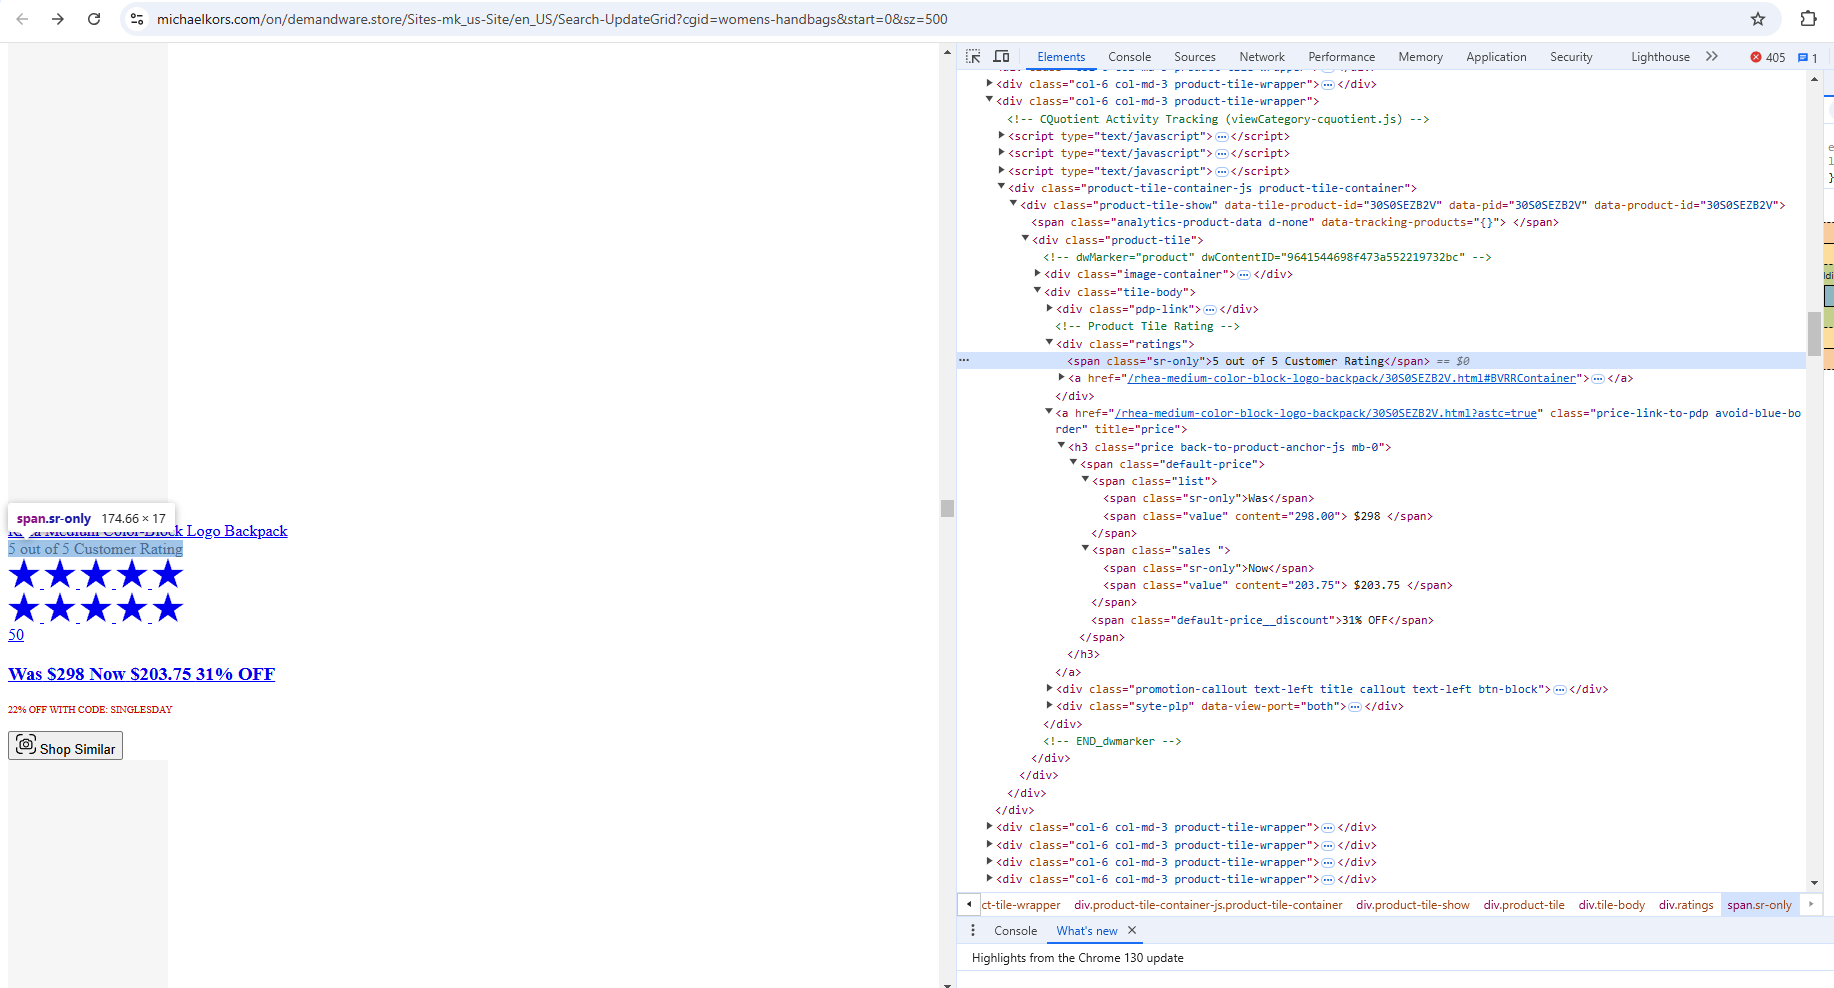 michaelkors.com/on/demandware.store/Sites-mk_us-Site/en_US/Search-UpdateGrid?cgid=womens-handbags&start=0&sz=500
span.sr-only 174.66 × 17
Medium Color-Block Logo Backpack
5 out of 5 Customer Rating
50
Was $298 Now $203.75 31% OFF
22% OFF WITH CODE: SINGLESDAY
Shop Similar
Elements Console Sources Network Performance Memory Application Security Lighthouse 405 1
<div class="col-6 col-md-3 product-tile-wrapper">…</div>
<div class="col-6 col-md-3 product-tile-wrapper">
<!-- CQuotient Activity Tracking (viewCategory-cquotient.js) -->
<script type="text/javascript">…</script>
<script type="text/javascript">…</script>
<script type="text/javascript">…</script>
<div class="product-tile-container-js product-tile-container">
<div class="product-tile-show" data-tile-product-id="30S0SEZB2V" data-pid="30S0SEZB2V" data-product-id="30S0SEZB2V">
<span class="analytics-product-data d-none" data-tracking-products="{}"> </span>
<div class="product-tile">
<!-- dwMarker="product" dwContentID="9641544698f473a552219732bc" -->
<div class="image-container">…</div>
<div class="tile-body">
<div class="pdp-link">…</div>
<!-- Product Tile Rating -->
<div class="ratings">
<span class="sr-only">5 out of 5 Customer Rating</span> == $0
<a href="/rhea-medium-color-block-logo-backpack/30S0SEZB2V.html#BVRRContainer">…</a>
</div>
<a href="/rhea-medium-color-block-logo-backpack/30S0SEZB2V.html?astc=true" class="price-link-to-pdp avoid-blue-bo
rder" title="price">
<h3 class="price back-to-product-anchor-js mb-0">
<span class="default-price">
<span class="list">
<span class="sr-only">Was</span>
<span class="value" content="298.00"> $298 </span>
</span>
<span class="sales ">
<span class="sr-only">Now</span>
<span class="value" content="203.75"> $203.75 </span>
</span>
<span class="default-price__discount">31% OFF</span>
</span>
</h3>
</a>
<div class="promotion-callout text-left title callout text-left btn-block">…</div>
<div class="syte-plp" data-view-port="both">…</div>
</div>
<!-- END_dwmarker -->
</div>
</div>
</div>
</div>
<div class="col-6 col-md-3 product-tile-wrapper">…</div>
<div class="col-6 col-md-3 product-tile-wrapper">…</div>
<div class="col-6 col-md-3 product-tile-wrapper">…</div>
<div class="col-6 col-md-3 product-tile-wrapper">…</div>
ct-tile-wrapper div.product-tile-container-js.product-tile-container div.product-tile-show div.product-tile div.tile-body div.ratings span.sr-only
Console What's new
Highlights from the Chrome 130 update